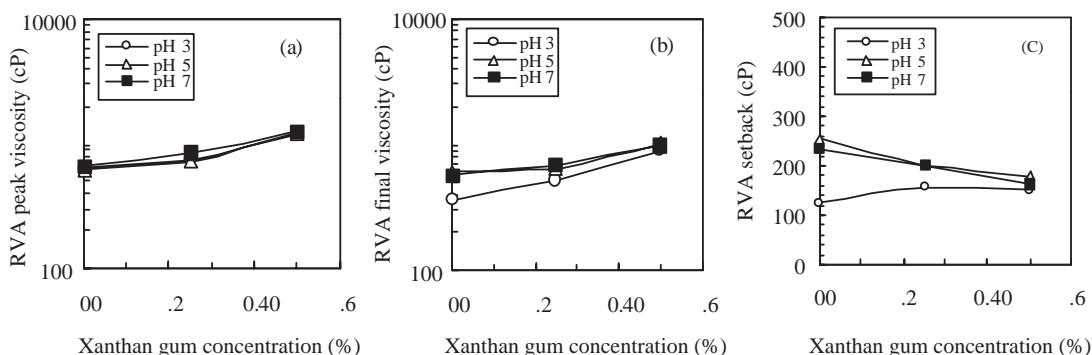 10000
pH 3
pH 5
pH 7
(a)
RVA peak viscosity (cP)
100
00
.2
0.40
.6
Xanthan gum concentration (%)
10000
pH 3
pH 5
pH 7
(b)
RVA final viscosity (cP)
100
00
.2
0.40
.6
Xanthan gum concentration (%)
500
400
300
200
100
0
pH 3
pH 5
pH 7
(C)
RVA setback (cP)
00
.2
0.40
.6
Xanthan gum concentration (%)